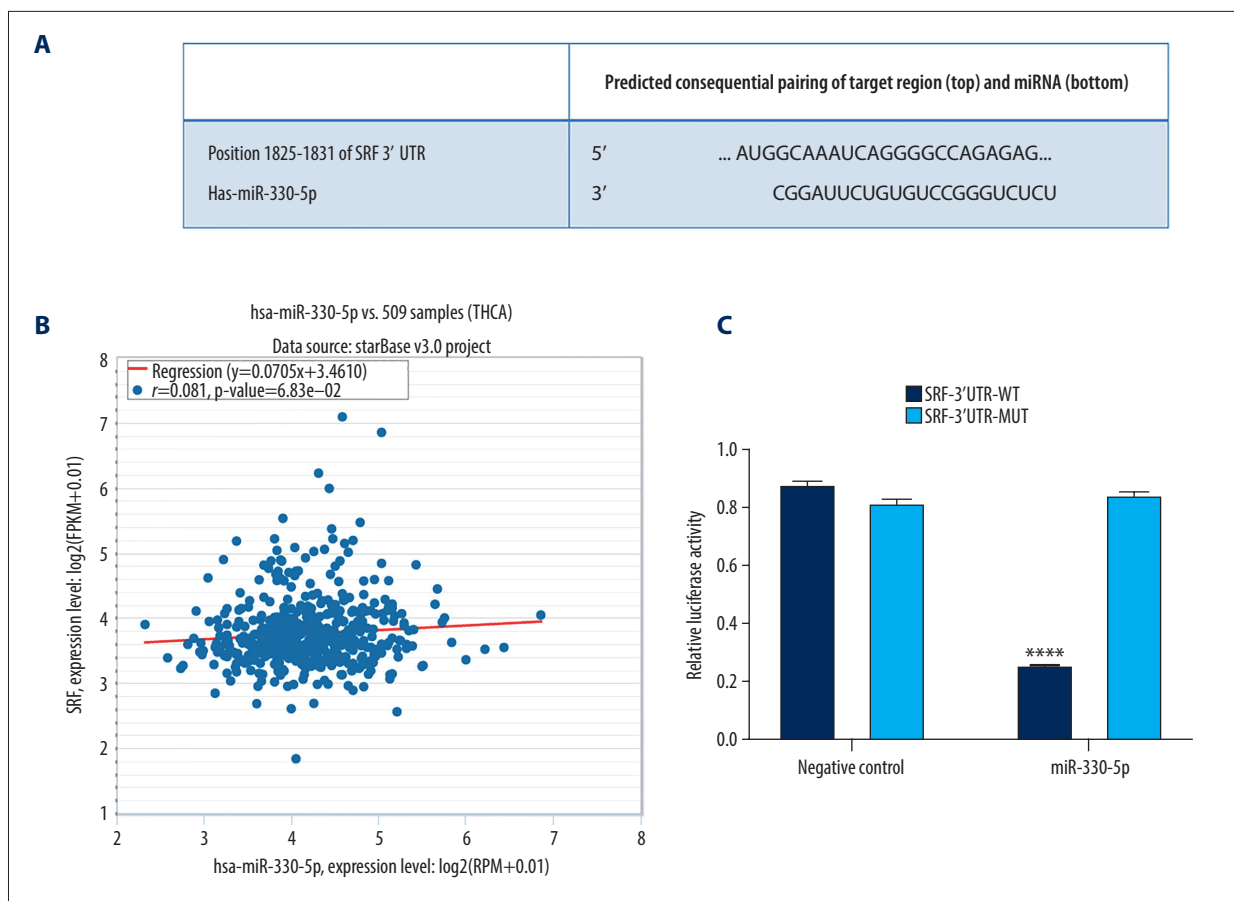 A
Predicted consequential pairing of target region (top) and miRNA (bottom)
Position 1825-1831 of SRF 3′ UTR 5′ ... AUGGCAAAUCAGGGGCCAGAGAG...
Has-miR-330-5p 3′ CGGAUUCUGUGUCCGGGUCUCU
B
hsa-miR-330-5p vs. 509 samples (THCA)
Data source: starBase v3.0 project
Regression (y=0.0705x+3.4610)
r=0.081, p-value=6.83e−02
SRF, expression level: log2(FPKM+0.01)
8
7
6
5
4
3
2
1
2 3 4 5 6 7 8
hsa-miR-330-5p, expression level: log2(RPM+0.01)
C
SRF-3′UTR-WT
SRF-3′UTR-MUT
Relative luciferase activity
1.0
0.8
0.6
0.4
0.2
0.0
****
Negative control miR-330-5p